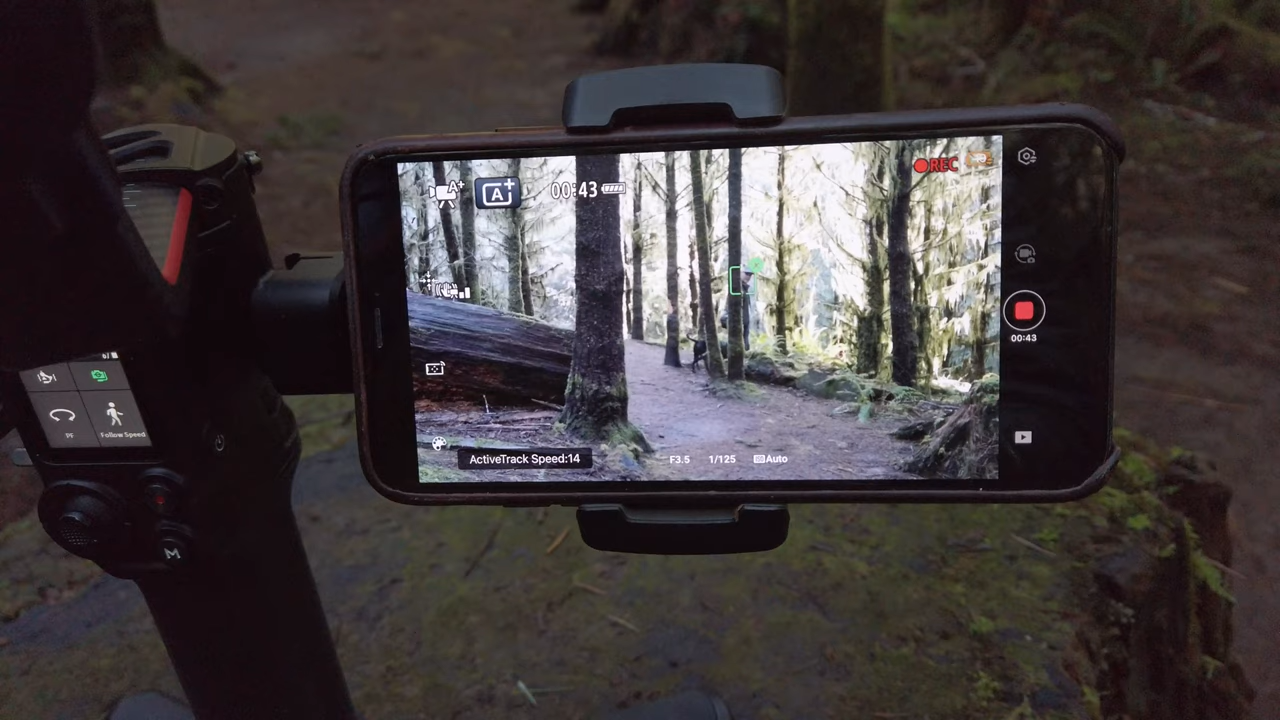 A+
A+
00:43
REC
00:43
PF
Follow Speed
M
ActiveTrack Speed:14
F3.5
1/125
Auto